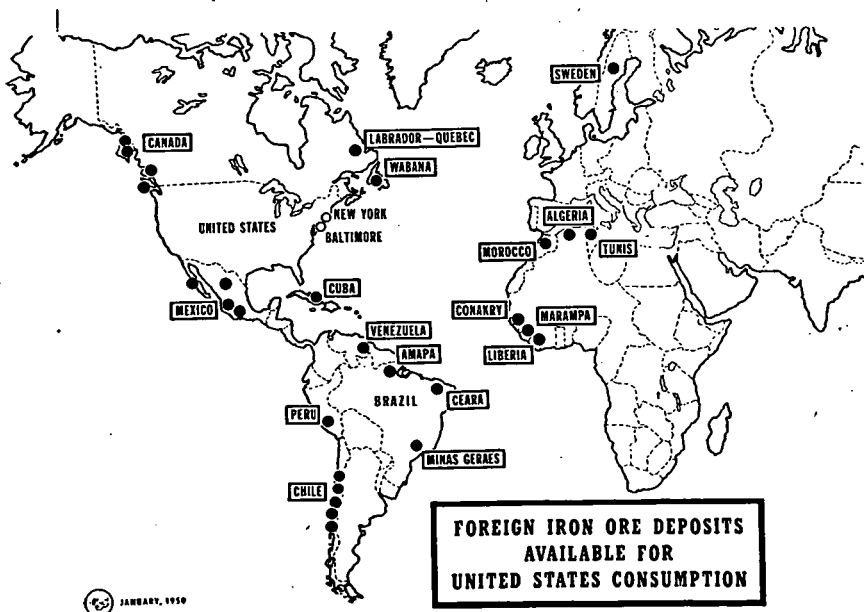 SWEDEN
CANADA
LABRADOR—QUEBEC
WABANA
UNITED STATES
NEW YORK
BALTIMORE
ALGERIA
MOROCCO
TUNIS
CUBA
MEXICO
CONAKRY
MARAMPA
LIBERIA
VENEZUELA
AMAPA
BRAZIL
CEARA
PERU
MINAS GERAES
CHILE
FOREIGN IRON ORE DEPOSITS
AVAILABLE FOR
UNITED STATES CONSUMPTION
JANUARY, 1950